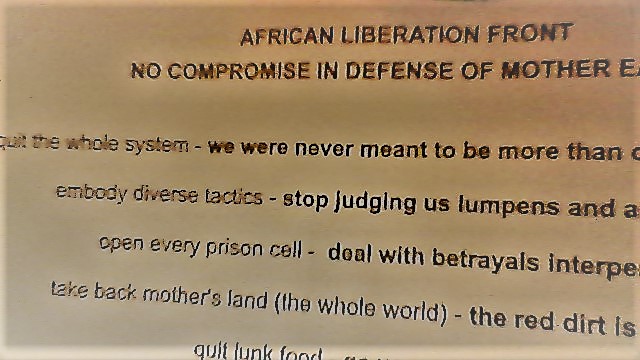 AFRICAN LIBERATION FRONT
NO COMPROMISE IN DEFENSE OF MOTHER
quit the whole system - we were never meant to be more than
embody diverse tactics - stop judging us lumpens and
open every prison cell - deal with betrayals
take back mother's land (the whole world) - the red dirt is
quit junk food